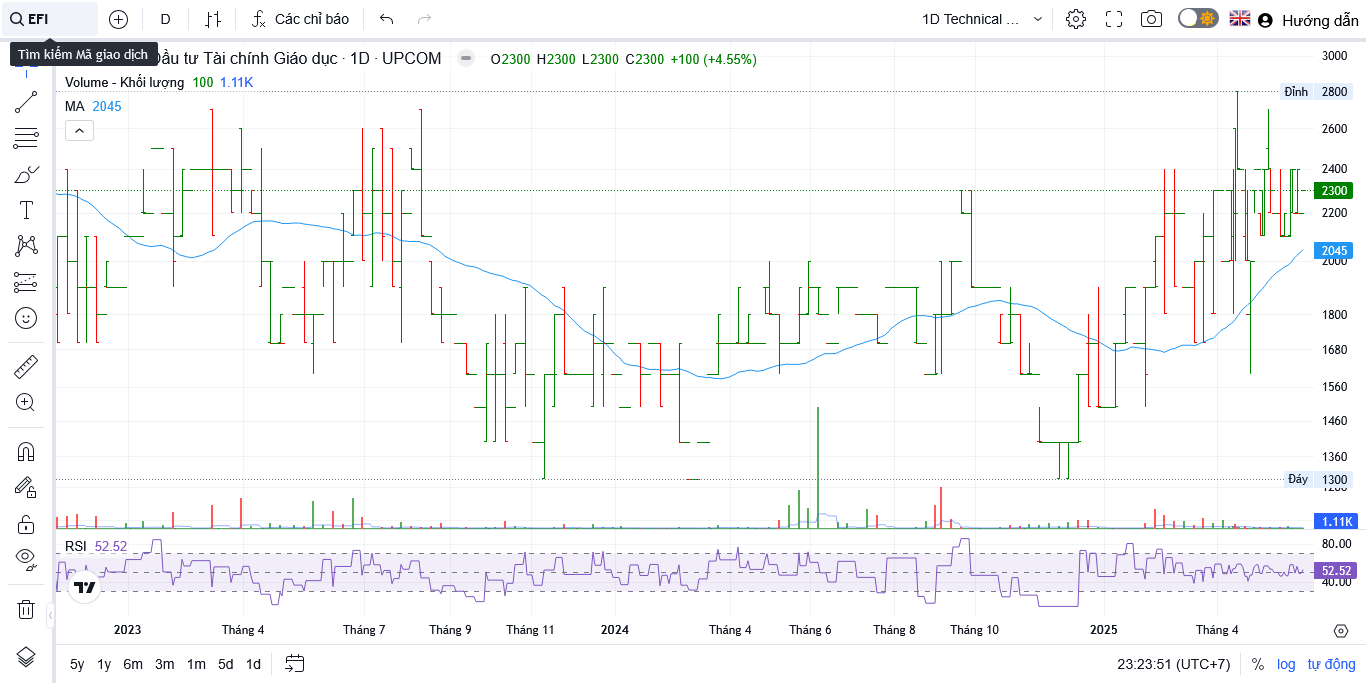 EFI
D
Các chỉ báo
1D Technical ...
Hướng dẫn
Tìm kiếm Mã giao dịch
Đầu tư Tài chính Giáo dục · 1D · UPCOM
O2300 H2300 L2300 C2300 +100 (+4.55%)
Volume - Khối lượng 100 1.11K
MA 2045
3000
Đỉnh 2800
2600
2400
2300
2200
2045
2000
1800
1680
1560
1460
1360
Đáy 1300
1.11K
RSI 52.52
80.00
52.52
40.00
2023 Tháng 4 Tháng 7 Tháng 9 Tháng 11 2024 Tháng 4 Tháng 6 Tháng 8 Tháng 10 2025 Tháng 4
5y 1y 6m 3m 1m 5d 1d
23:23:51 (UTC+7) % log tự động